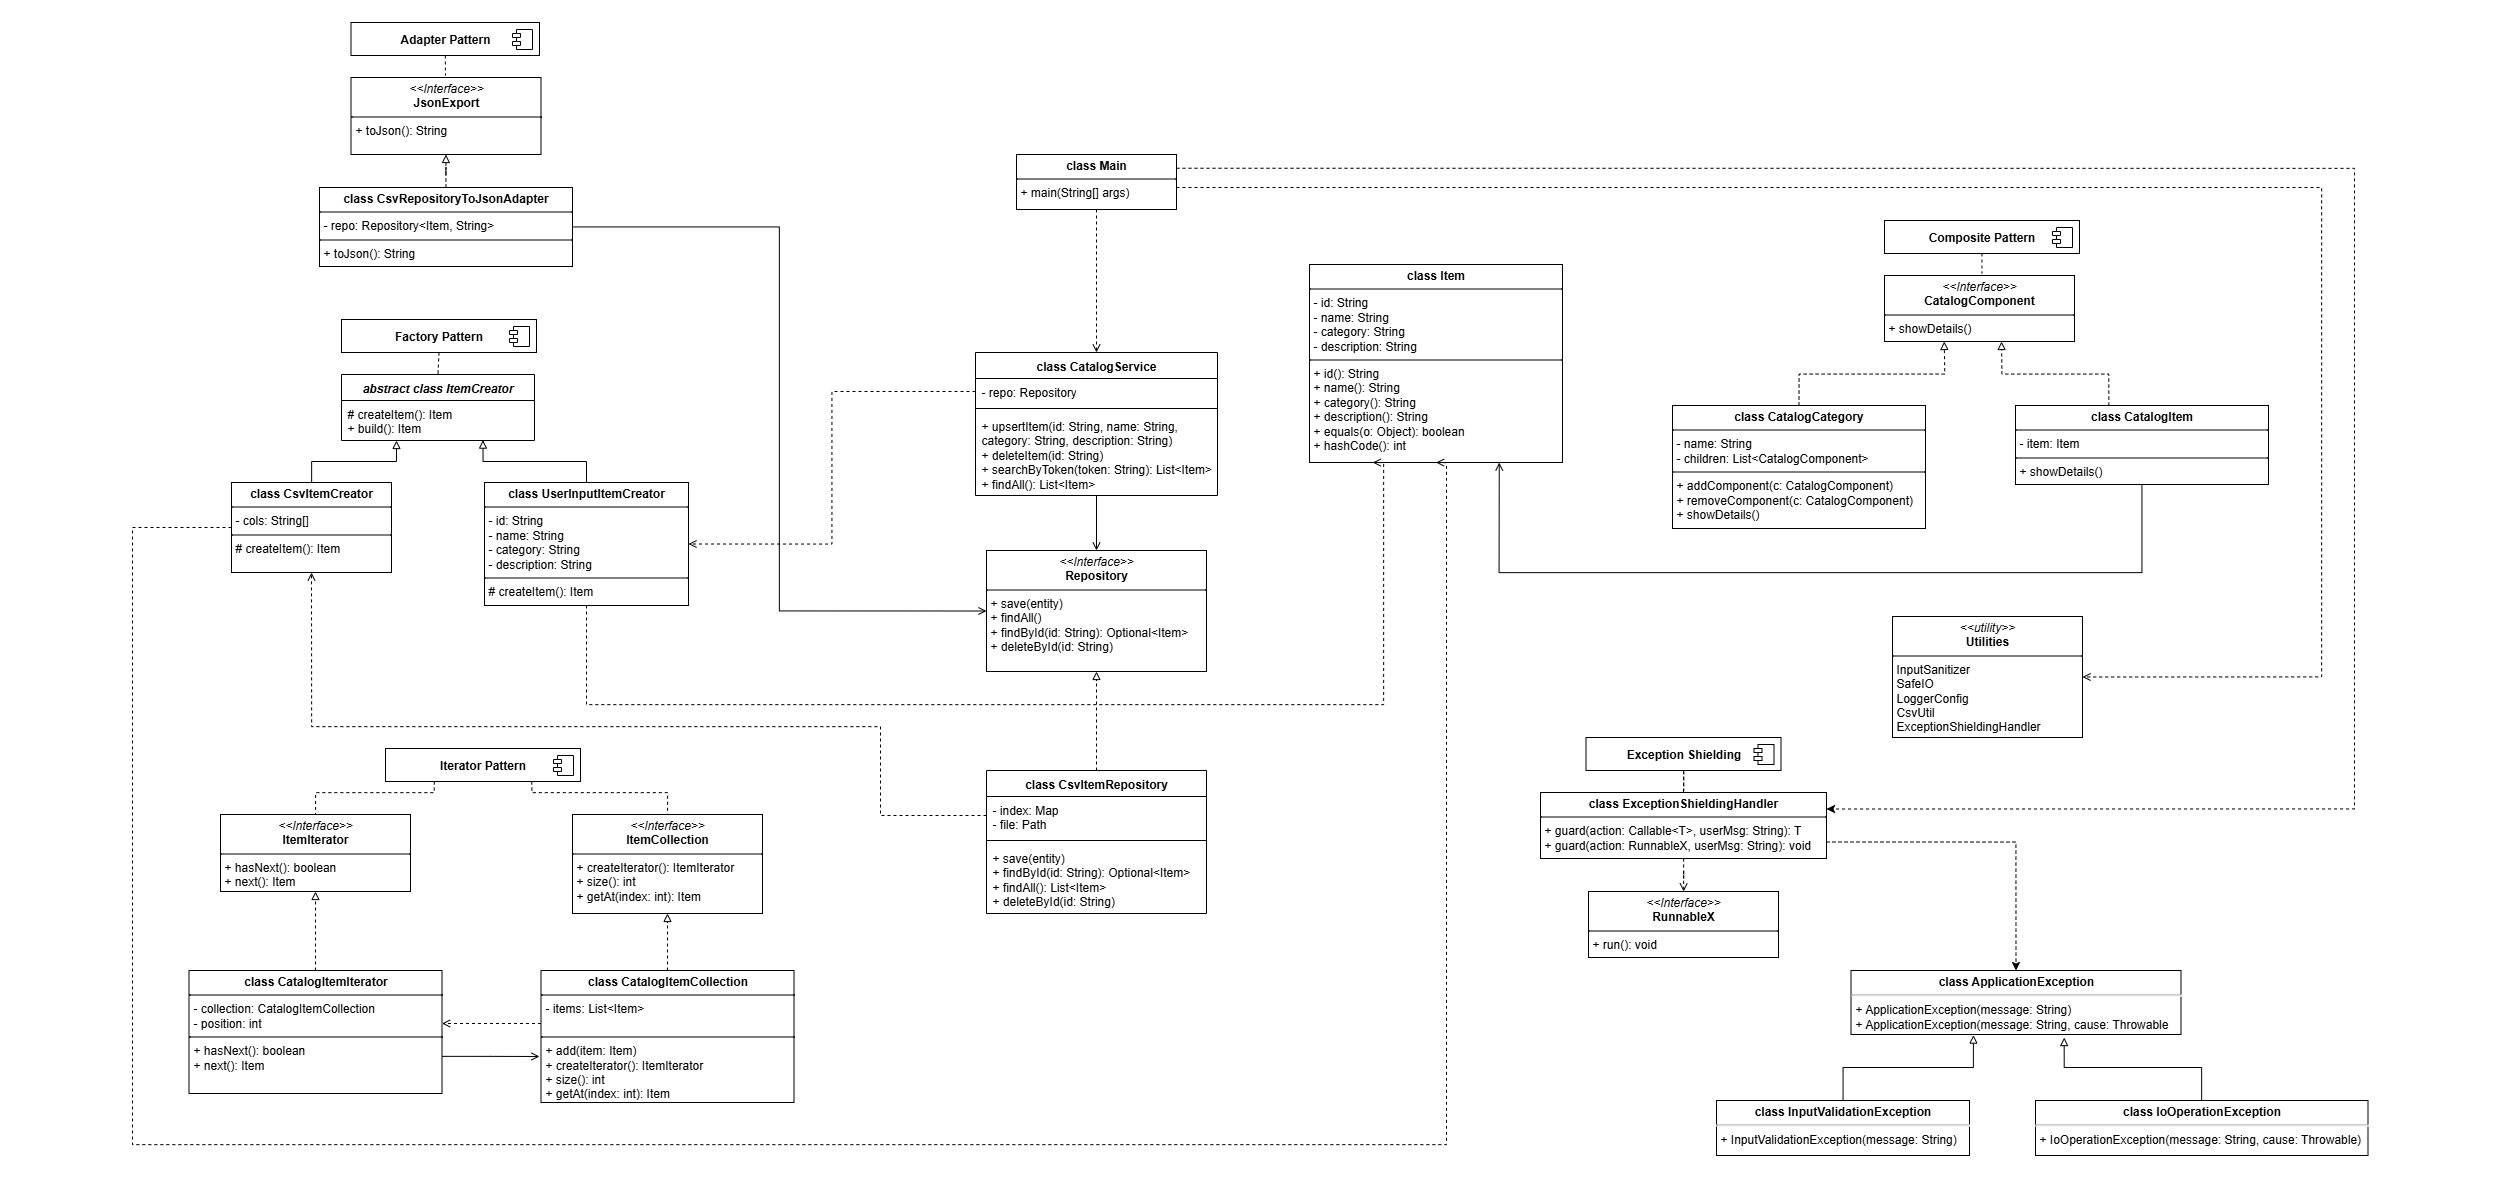 Adapter Pattern
<<Interface>>
JsonExport
+ toJson(): String
class CsvRepositoryToJsonAdapter
- repo: Repository<Item, String>
+ toJson(): String
Factory Pattern
abstract class ItemCreator
# createItem(): Item
+ build(): Item
class CsvItemCreator
- cols: String[]
# createItem(): Item
class UserInputItemCreator
- id: String
- name: String
- category: String
- description: String
# createItem(): Item
Iterator Pattern
<<Interface>>
ItemIterator
+ hasNext(): boolean
+ next(): Item
<<Interface>>
ItemCollection
+ createIterator(): ItemIterator
+ size(): int
+ getAt(index: int): Item
class CatalogItemIterator
- collection: CatalogItemCollection
- position: int
+ hasNext(): boolean
+ next(): Item
class CatalogItemCollection
- items: List<Item>
+ add(item: Item)
+ createIterator(): ItemIterator
+ size(): int
+ getAt(index: int): Item
class Main
+ main(String[] args)
class CatalogService
- repo: Repository
+ upsertItem(id: String, name: String,
category: String, description: String)
+ deleteItem(id: String)
+ searchByToken(token: String): List<Item>
+ findAll(): List<Item>
<<Interface>>
Repository
+ save(entity)
+ findAll()
+ findById(id: String): Optional<Item>
+ deleteById(id: String)
class CsvItemRepository
- index: Map
- file: Path
+ save(entity)
+ findById(id: String): Optional<Item>
+ findAll(): List<Item>
+ deleteById(id: String)
class Item
- id: String
- name: String
- category: String
- description: String
+ id(): String
+ name(): String
+ category(): String
+ description(): String
+ equals(o: Object): boolean
+ hashCode(): int
Composite Pattern
<<Interface>>
CatalogComponent
+ showDetails()
class CatalogCategory
- name: String
- children: List<CatalogComponent>
+ addComponent(c: CatalogComponent)
+ removeComponent(c: CatalogComponent)
+ showDetails()
class CatalogItem
- item: Item
+ showDetails()
<<utility>>
Utilities
InputSanitizer
SafeIO
LoggerConfig
CsvUtil
ExceptionShieldingHandler
Exception Shielding
class ExceptionShieldingHandler
+ guard(action: Callable<T>, userMsg: String): T
+ guard(action: RunnableX, userMsg: String): void
<<Interface>>
RunnableX
+ run(): void
class ApplicationException
+ ApplicationException(message: String)
+ ApplicationException(message: String, cause: Throwable
class InputValidationException
+ InputValidationException(message: String)
class IoOperationException
+ IoOperationException(message: String, cause: Throwable)